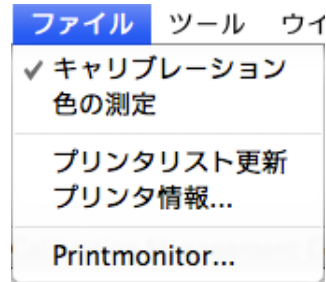 ファイル ツール ウイ
✓ キャリブレーション
色の測定
プリンタリスト更新
プリンタ情報...
Printmonitor...